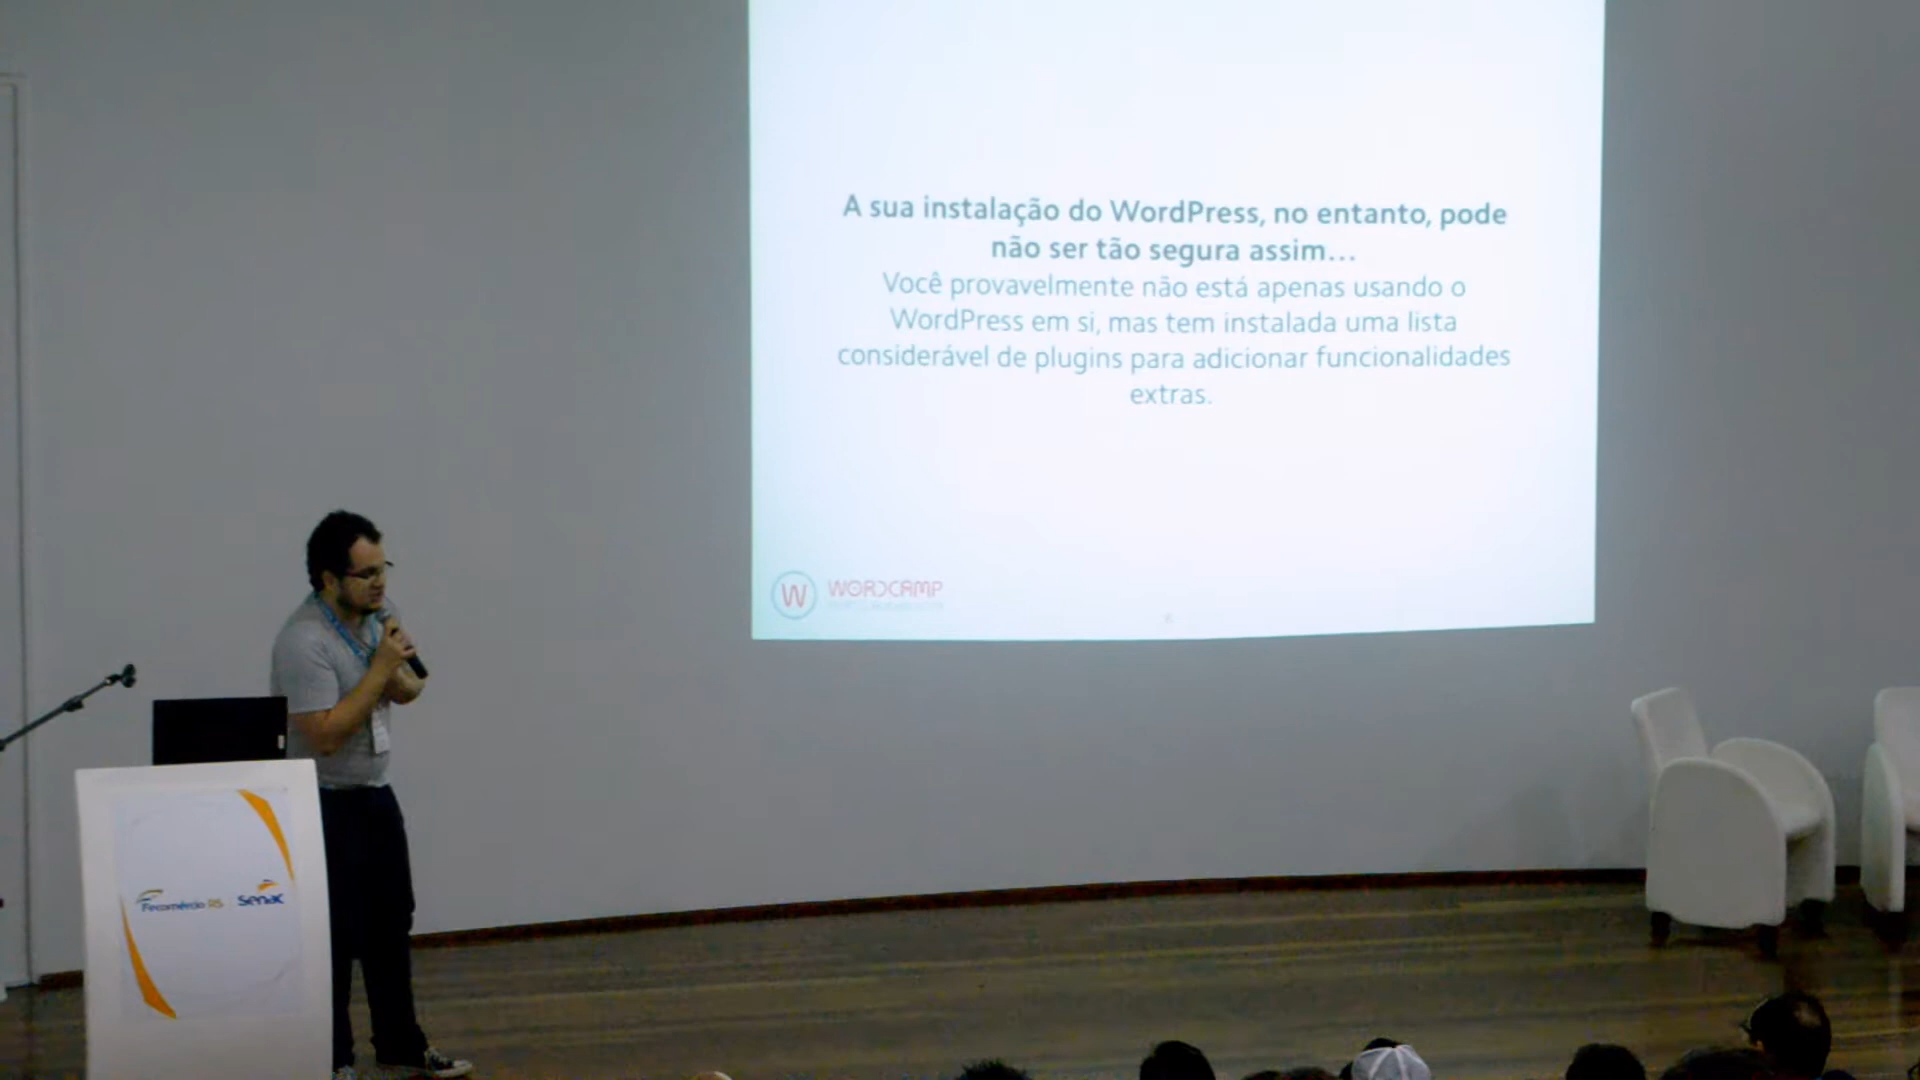 A sua instalação do WordPress, no entanto, pode
não ser tão segura assim...
Você provavelmente não está apenas usando o
WordPress em si, mas tem instalada uma lista
considerável de plugins para adicionar funcionalidades
extras.
W WORDCAMP
Fecomércio RS Senac